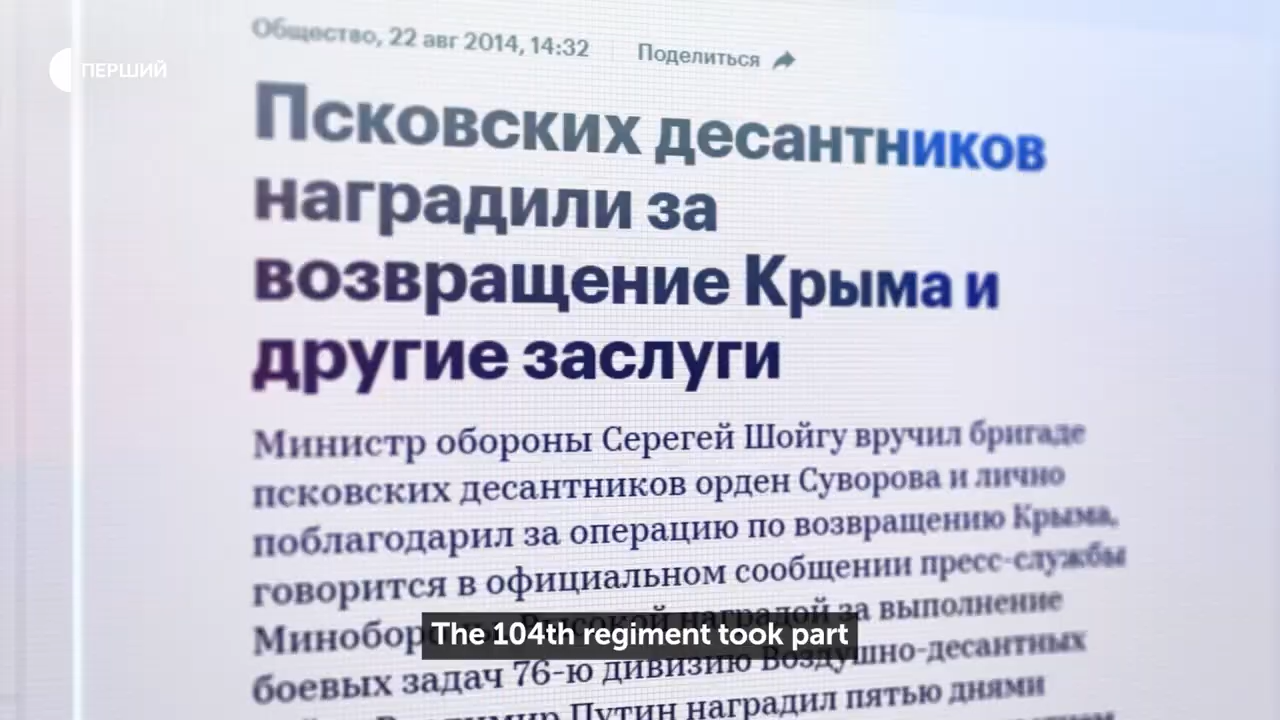 Общество, 22 авг 2014, 14:32 Поделиться
ПЕРШИЙ
Псковских десантников
наградили за
возвращение Крыма и
другие заслуги
Министр обороны Серегей Шойгу вручил бригаде
псковских десантников орден Суворова и лично
поблагодарил за операцию по возвращению Крыма,
говорится в официальном сообщении пресс-службы
Высокой наградой за выполнение
The 104th regiment took part
боевых задач 76-ю дивизию Воздушно-десантных
Владимир Путин наградил пятью днями